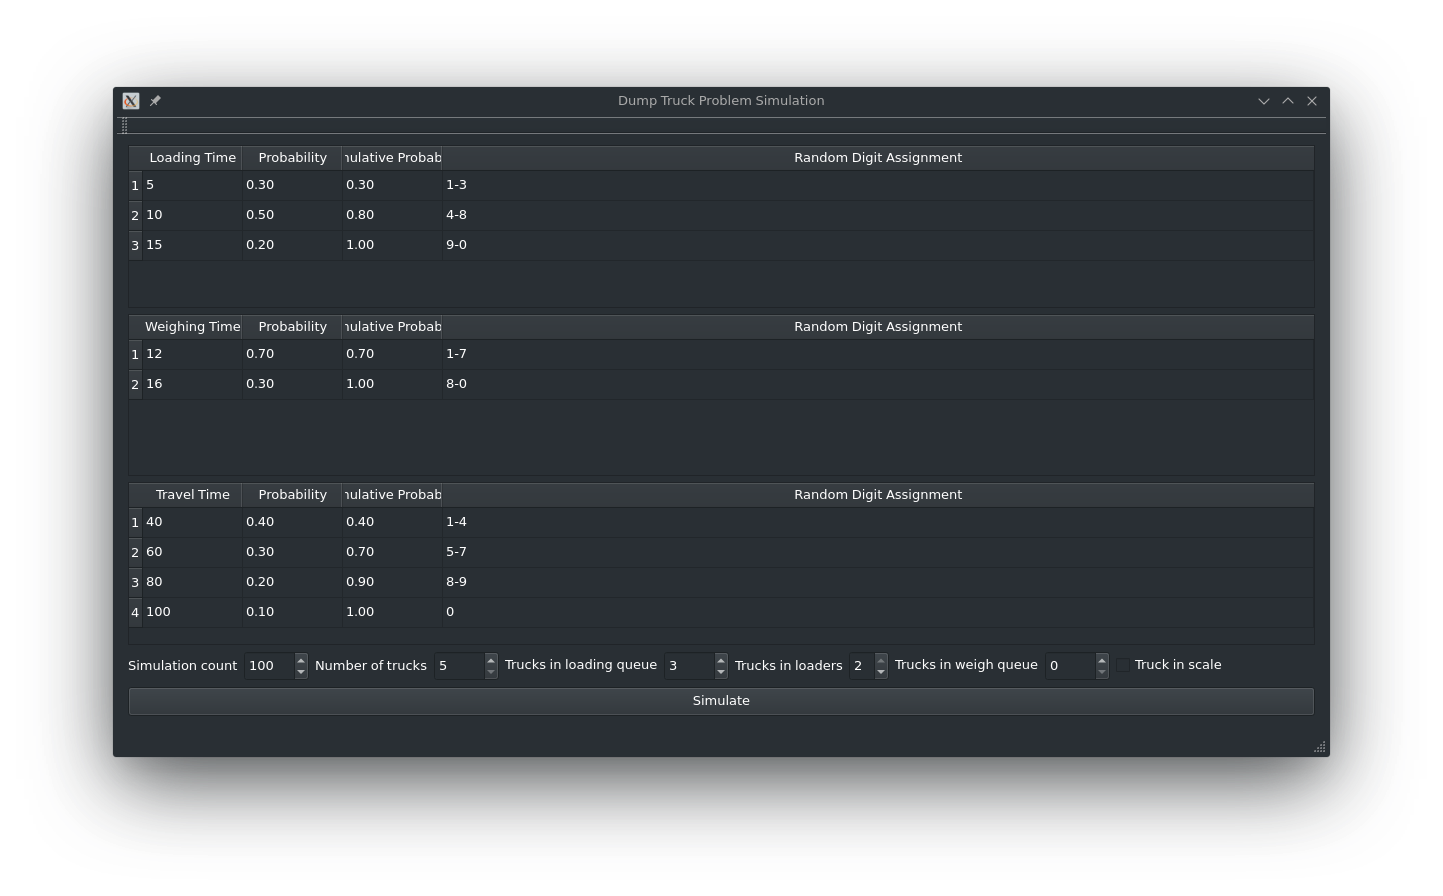 Dump Truck Problem Simulation
Loading Time Probability nulative Probab Random Digit Assignment
1 5 0.30 0.30 1-3
2 10 0.50 0.80 4-8
3 15 0.20 1.00 9-0
Weighing Time Probability nulative Probab Random Digit Assignment
1 12 0.70 0.70 1-7
2 16 0.30 1.00 8-0
Travel Time Probability nulative Probab Random Digit Assignment
1 40 0.40 0.40 1-4
2 60 0.30 0.70 5-7
3 80 0.20 0.90 8-9
4 100 0.10 1.00 0
Simulation count 100 Number of trucks 5 Trucks in loading queue 3 Trucks in loaders 2 Trucks in weigh queue 0 Truck in scale
Simulate